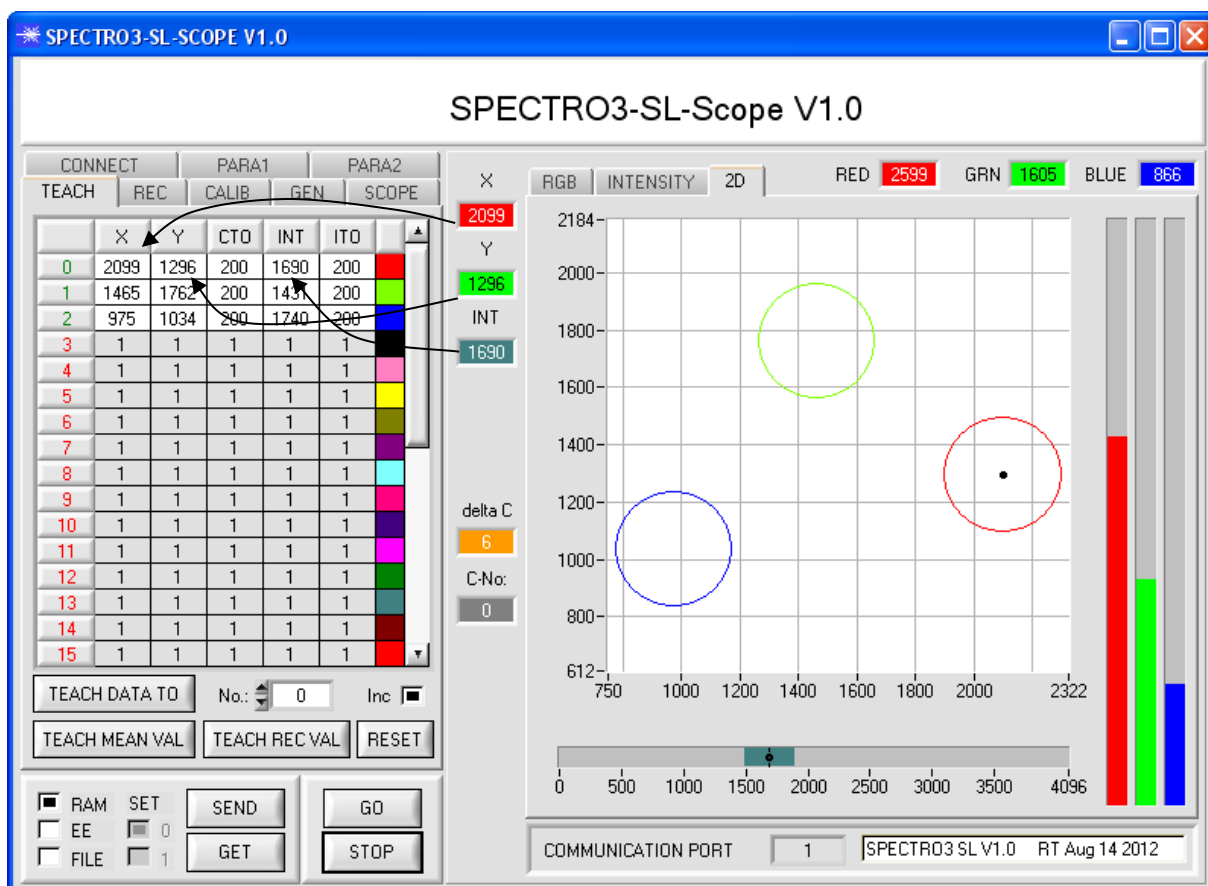 SPECTRO3-SL-SCOPE V1.0
SPECTRO3-SL-Scope V1.0
CONNECT PARA1 PARA2
TEACH REC CALIB GEN SCOPE
X Y CTO INT ITO
0 2099 1296 200 1690 200
1 1465 1762 200 1431 200
2 975 1034 200 1740 200
3 1 1 1 1 1
4 1 1 1 1 1
5 1 1 1 1 1
6 1 1 1 1 1
7 1 1 1 1 1
8 1 1 1 1 1
9 1 1 1 1 1
10 1 1 1 1 1
11 1 1 1 1 1
12 1 1 1 1 1
13 1 1 1 1 1
14 1 1 1 1 1
15 1 1 1 1 1
TEACH DATA TO No.: 0 Inc
TEACH MEAN VAL TEACH REC VAL RESET
RAM SET SEND GO
EE 0
FILE 1 GET STOP
X
2099
Y
1296
INT
1690
delta C
6
C-No:
0
RGB INTENSITY 2D RED 2599 GRN 1605 BLUE 866
2184
2000
1800
1600
1400
1200
1000
800
612
750 1000 1200 1400 1600 1800 2000 2322
0 500 1000 1500 2000 2500 3000 3500 4096
COMMUNICATION PORT 1 SPECTRO3 SL V1.0 RT Aug 14 2012